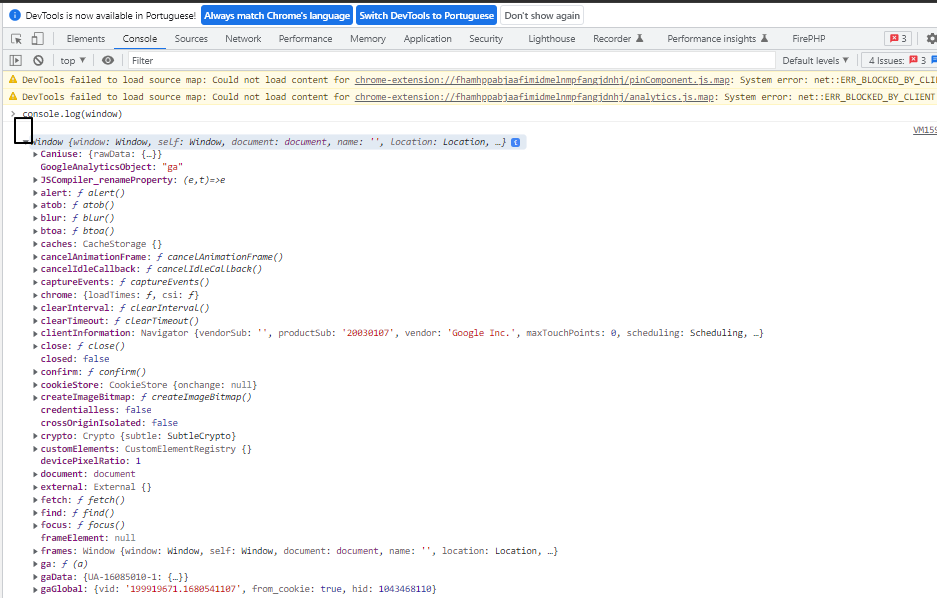 DevTools is now available in Portuguese! Always match Chrome's language Switch DevTools to Portuguese Don't show again
Elements Console Sources Network Performance Memory Application Security Lighthouse Recorder Performance insights FirePHP 3
top Filter Default levels 4 Issues: 3
DevTools failed to load source map: Could not load content for chrome-extension://fhamhppabjaafimidmelnmpfangjdnhj/pinComponent.js.map: System error: net::ERR_BLOCKED_BY_CLI
DevTools failed to load source map: Could not load content for chrome-extension://fhamhppabjaafimidmelnmpfangjdnhj/analytics.js.map: System error: net::ERR_BLOCKED_BY_CLIENT
> console.log(window)
VM159
Window {window: Window, self: Window, document: document, name: '', location: Location, …} i
Caniuse: {rawData: {…}}
GoogleAnalyticsObject: "ga"
JSCompiler_renameProperty: (e,t)=>e
alert: ƒ alert()
atob: ƒ atob()
blur: ƒ blur()
btoa: ƒ btoa()
caches: CacheStorage {}
cancelAnimationFrame: ƒ cancelAnimationFrame()
cancelIdleCallback: ƒ cancelIdleCallback()
captureEvents: ƒ captureEvents()
chrome: {loadTimes: ƒ, csi: ƒ}
clearInterval: ƒ clearInterval()
clearTimeout: ƒ clearTimeout()
clientInformation: Navigator {vendorSub: '', productSub: '20030107', vendor: 'Google Inc.', maxTouchPoints: 0, scheduling: Scheduling, …}
close: ƒ close()
closed: false
confirm: ƒ confirm()
cookieStore: CookieStore {onchange: null}
createImageBitmap: ƒ createImageBitmap()
credentialless: false
crossOriginIsolated: false
crypto: Crypto {subtle: SubtleCrypto}
customElements: CustomElementRegistry {}
devicePixelRatio: 1
document: document
external: External {}
fetch: ƒ fetch()
find: ƒ find()
focus: ƒ focus()
frameElement: null
frames: Window {window: Window, self: Window, document: document, name: '', location: Location, …}
ga: ƒ (a)
gaData: {UA-16085010-1: {…}}
gaGlobal: {vid: '199919671.1680541107', from_cookie: true, hid: 1043468110}